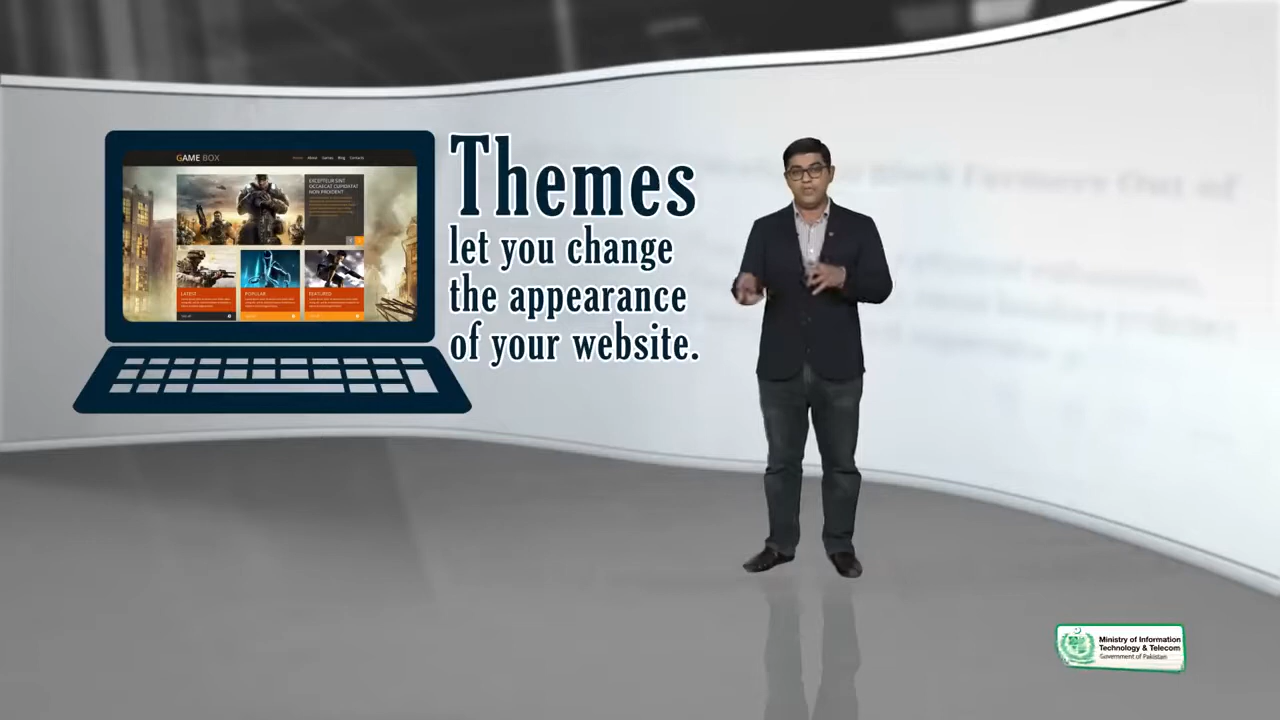 GAME BOX
Home About Games Blog Contacts
EXCEPTEUR SINT
OCCAECAT CUPIDATAT
NON PROIDENT
LATEST
POPULAR
FEATURED
Themes
let you change
the appearance
of your website.
Ministry of Information
Technology & Telecom
Government of Pakistan